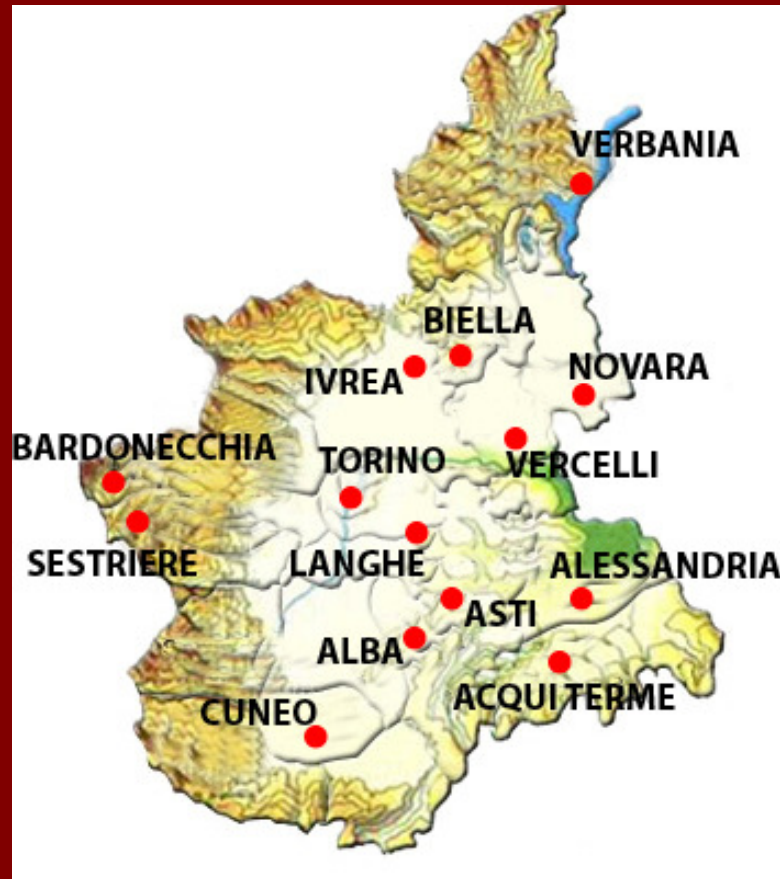 VERBANIA
BIELLA
IVREA
NOVARA
BARDONECCHIA
TORINO
VERCELLI
SESTRIERE
LANGHE
ALESSANDRIA
ASTI
ALBA
ACQUI TERME
CUNEO